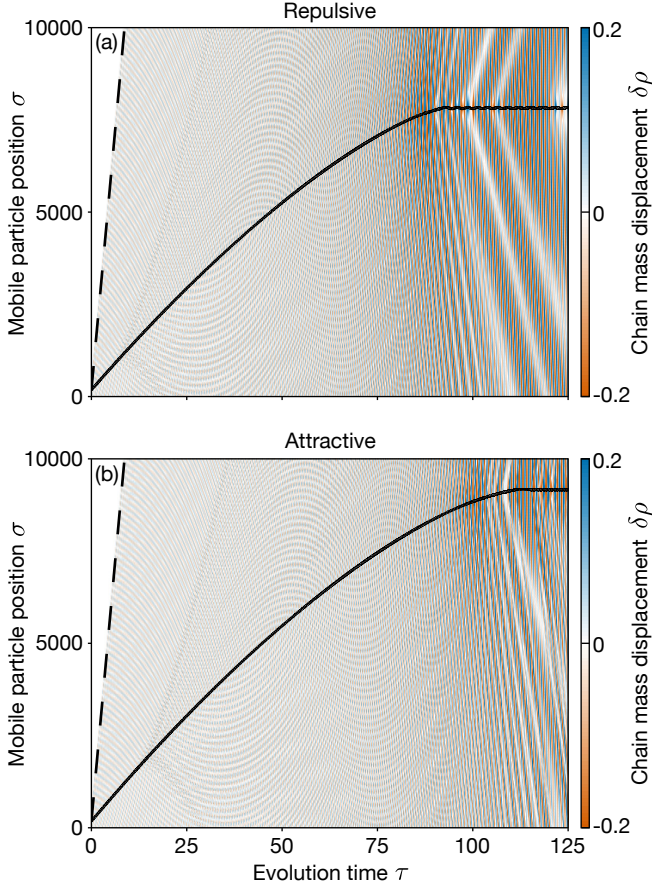 Repulsive
(a)
10000
5000
0
Mobile particle position σ
0.2
0
-0.2
Chain mass displacement δρ
Attractive
(b)
10000
5000
0
Mobile particle position σ
0.2
0
-0.2
Chain mass displacement δρ
0 25 50 75 100 125
Evolution time τ